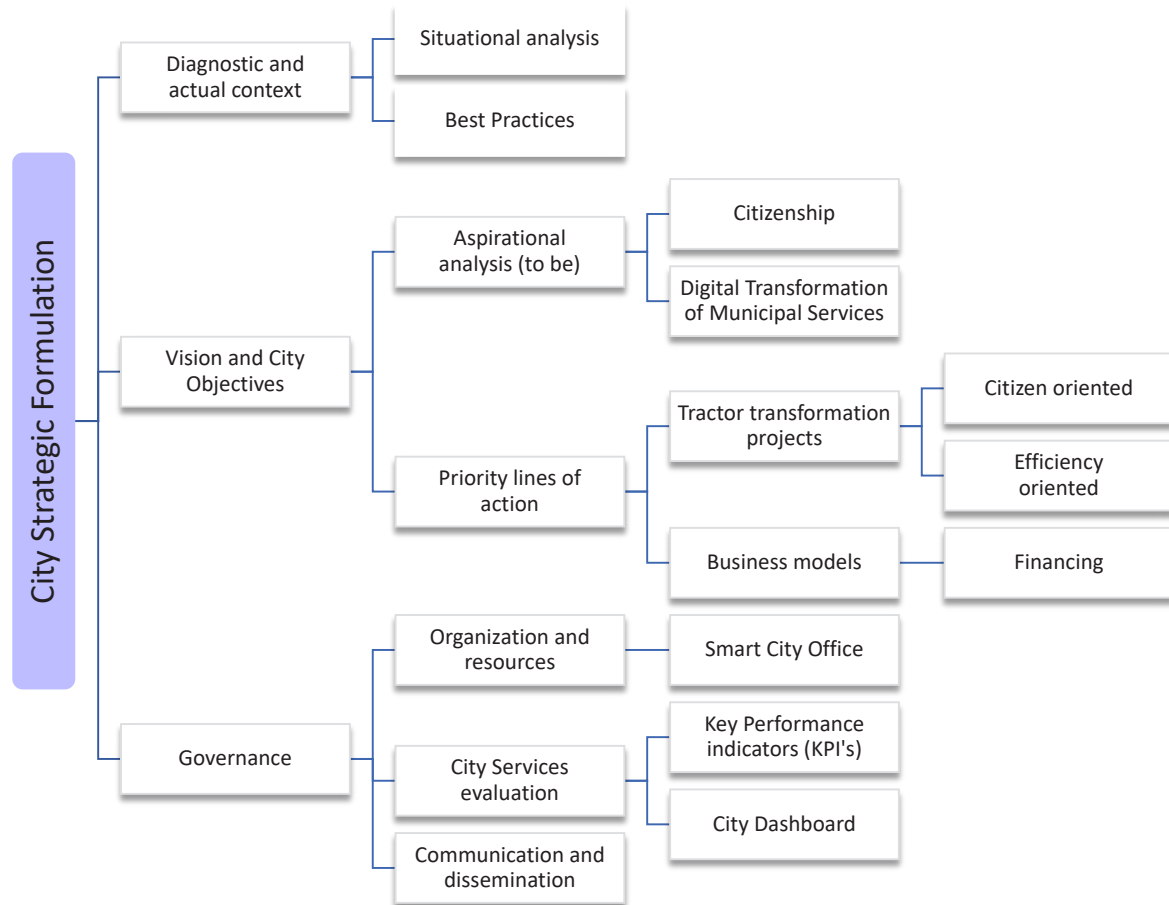 City Strategic Formulation
Diagnostic and
actual context
Situational analysis
Best Practices
Vision and City
Objectives
Aspirational
analysis (to be)
Citizenship
Digital Transformation
of Municipal Services
Priority lines of
action
Tractor transformation
projects
Citizen oriented
Efficiency
oriented
Business models
Financing
Governance
Organization and
resources
Smart City Office
City Services
evaluation
Key Performance
indicators (KPI's)
City Dashboard
Communication and
dissemination